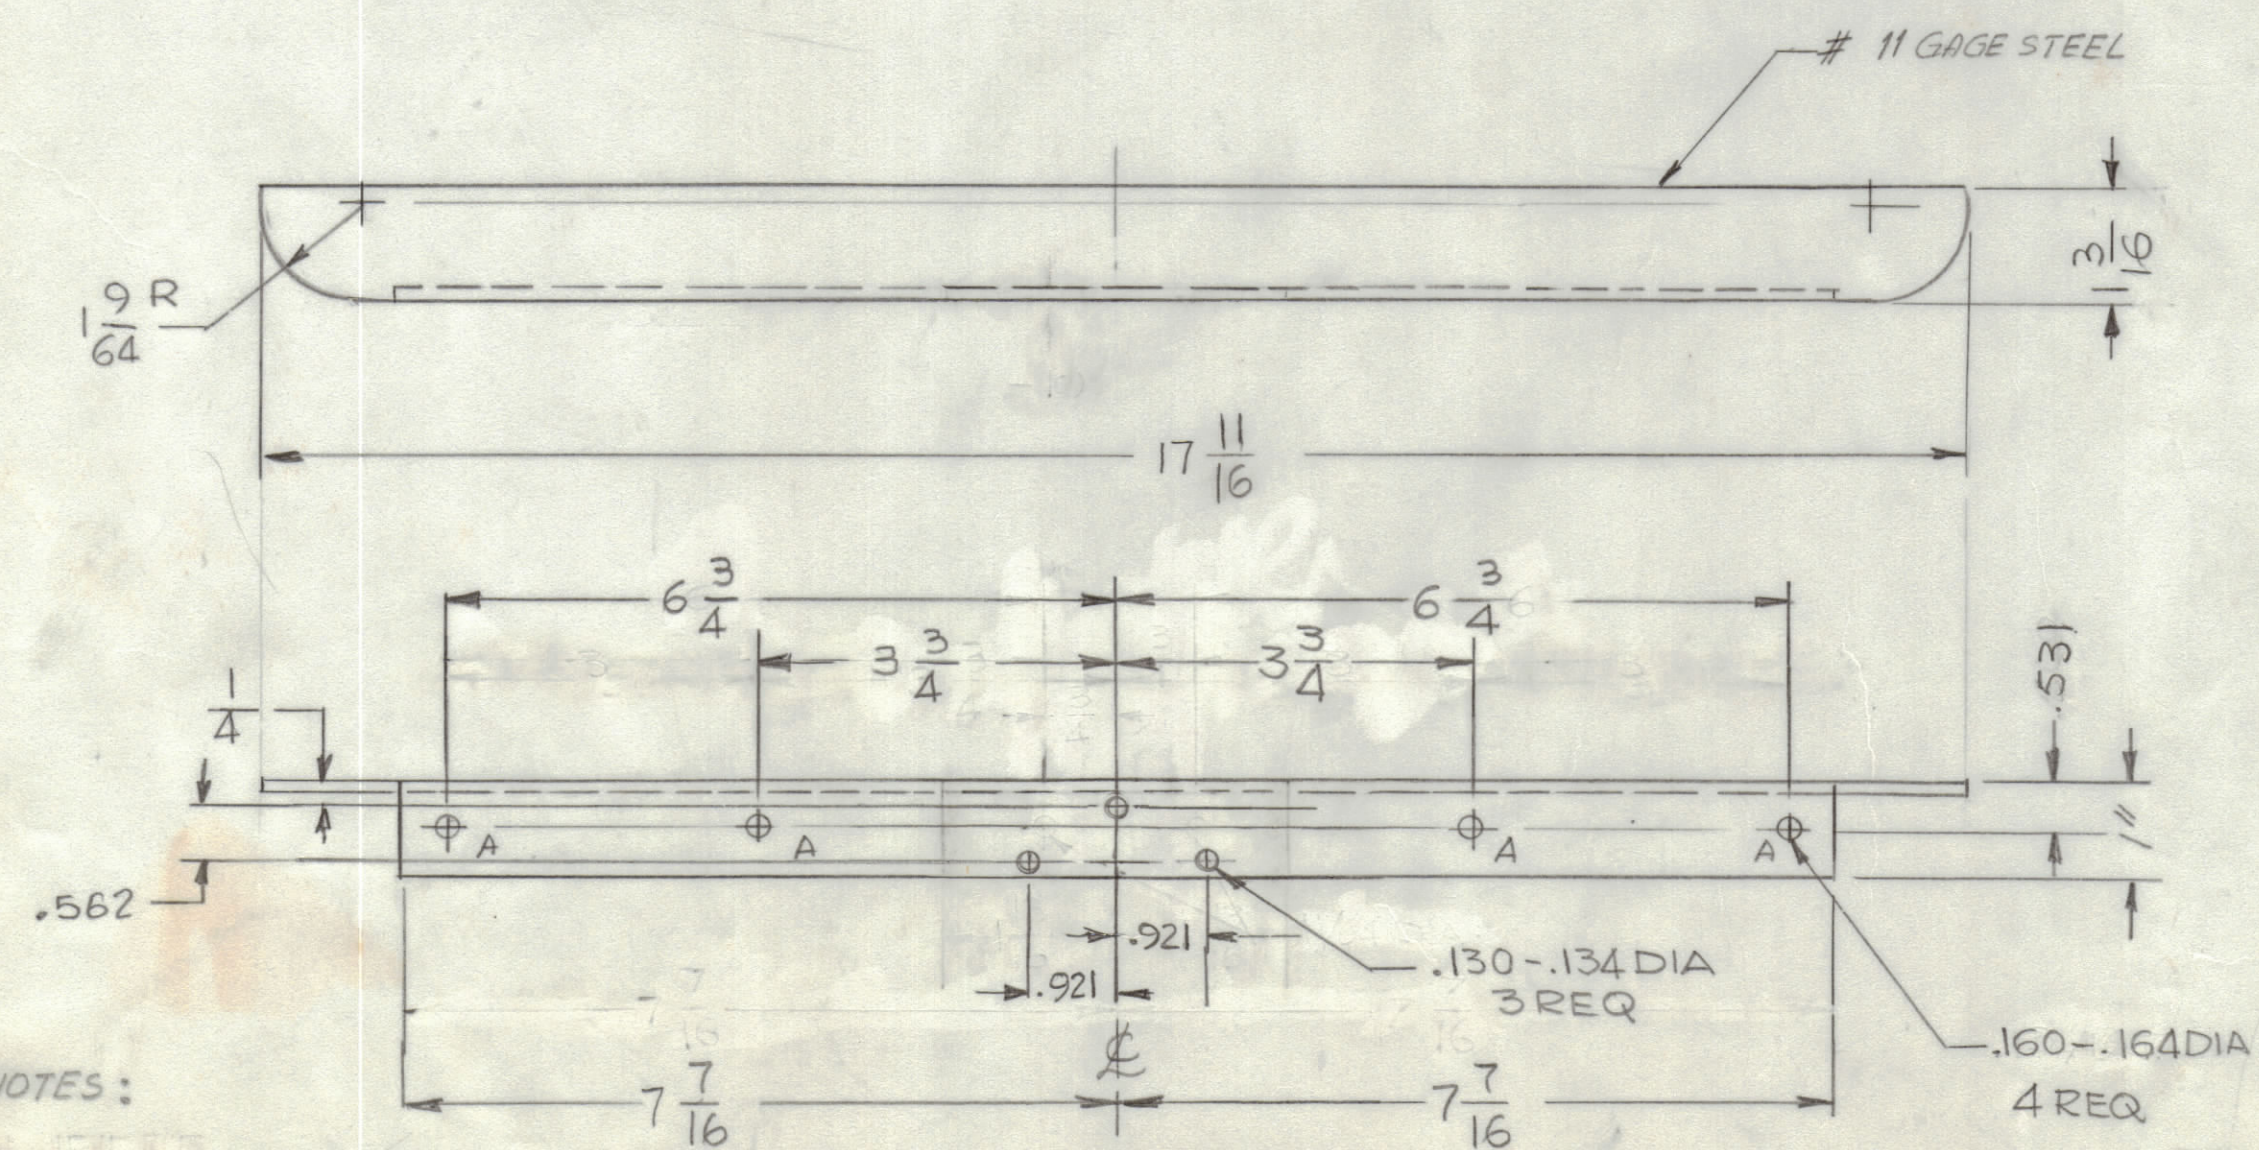 # 11 GAGE STEEL
1 3/16
1 9/64 R
17 11/16
6 3/4
6 3/4
3 3/4
3 3/4
.531
1/4
1"
A
A
A
A
.562
.921
.921
.130-.134 DIA
3 REQ
.160-.164 DIA
4 REQ
℄
7 7/16
7 7/16
NOTES: